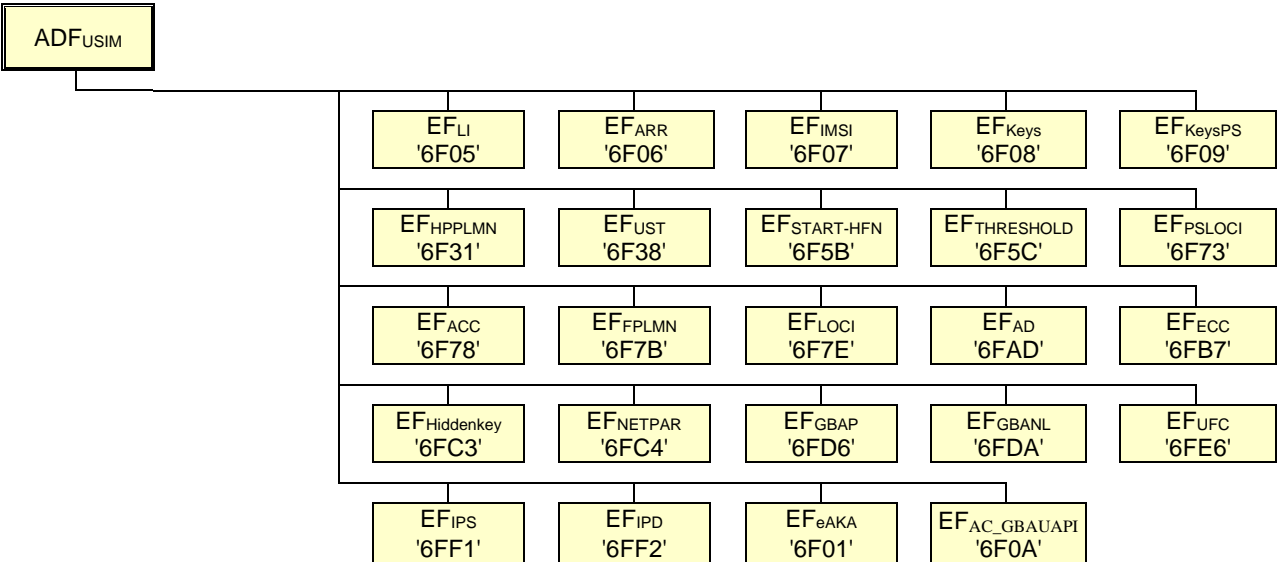 ADFUSIM
EFLI
'6F05'
EFARR
'6F06'
EFIMSI
'6F07'
EFKeys
'6F08'
EFKeysPS
'6F09'
EFHPPLMN
'6F31'
EFUST
'6F38'
EFSTART-HFN
'6F5B'
EFTHRESHOLD
'6F5C'
EFPSLOCI
'6F73'
EFACC
'6F78'
EFFPLMN
'6F7B'
EFLOCI
'6F7E'
EFAD
'6FAD'
EFECC
'6FB7'
EFHiddenkey
'6FC3'
EFNETPAR
'6FC4'
EFGBAP
'6FD6'
EFGBANL
'6FDA'
EFUFC
'6FE6'
EFIPS
'6FF1'
EFIPD
'6FF2'
EFeAKA
'6F01'
EFAC_GBAUAPI
'6F0A'